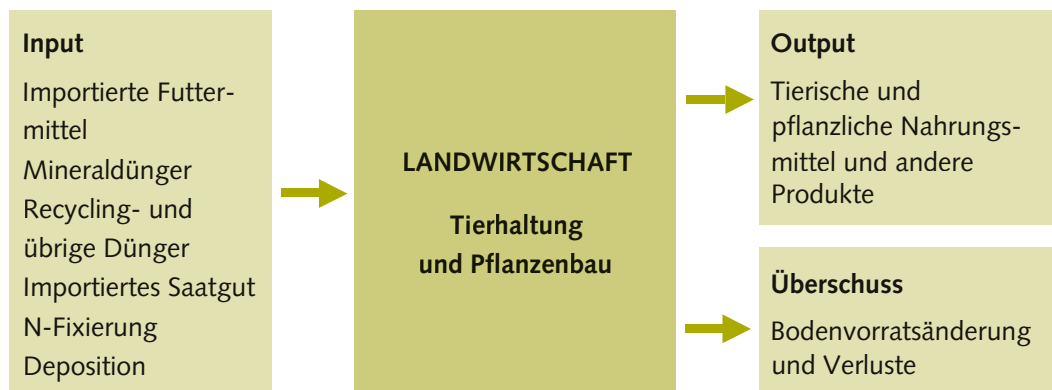 Input
Importierte Futter-
mittel
Mineraldünger
Recycling- und
übrige Dünger
Importiertes Saatgut
N-Fixierung
Deposition
LANDWIRTSCHAFT
Tierhaltung
und Pflanzenbau
Output
Tierische und
pflanzliche Nahrungs-
mittel und andere
Produkte
Überschuss
Bodenvorratsänderung
und Verluste